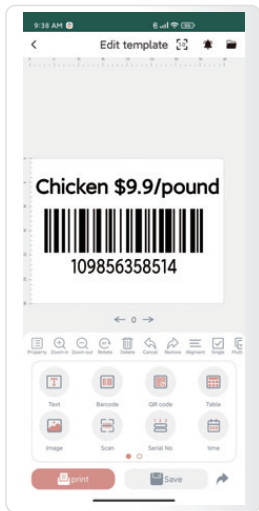 9:38 AM
Edit template
Chicken $9.9/pound
109856358514
← 0 →
Property Zoom in Zoom out Rotate Delete Cancel Restore Alignment Single Multi
Text Barcode QR code Table
Image Scan Serial No time
print Save